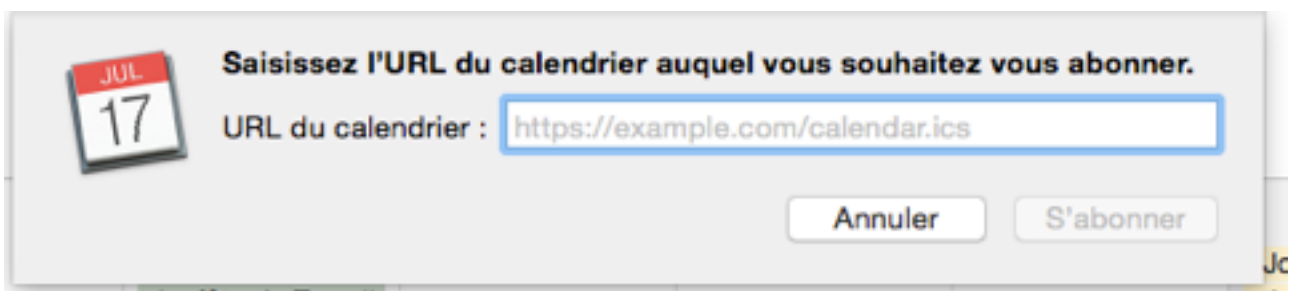 JUL
17
Saisissez l'URL du calendrier auquel vous souhaitez vous abonner.
URL du calendrier : https://example.com/calendar.ics
Annuler S'abonner